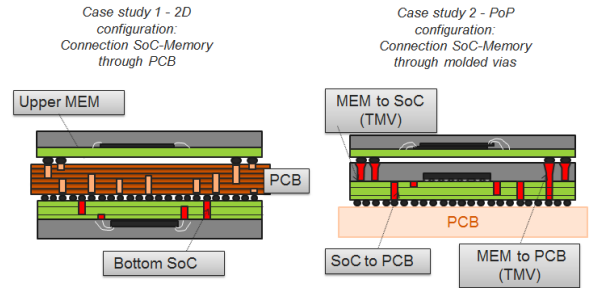 Case study 1 - 2D
configuration:
Connection SoC-Memory
through PCB
Upper MEM
PCB
Bottom SoC
Case study 2 - PoP
configuration:
Connection SoC-Memory
through molded vias
MEM to SoC
(TMV)
PCB
SoC to PCB
MEM to PCB
(TMV)